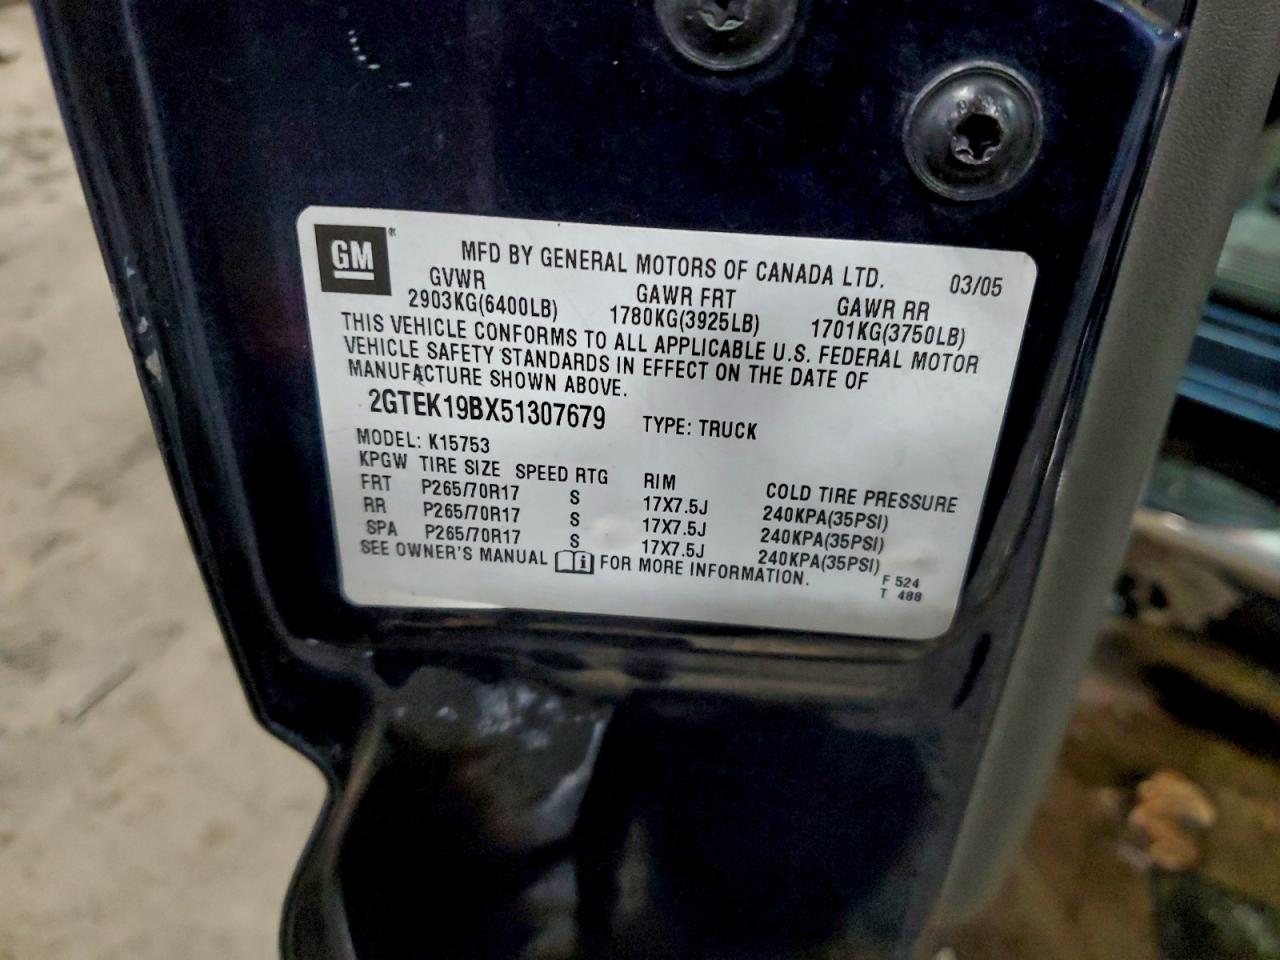 GM ®
MFD BY GENERAL MOTORS OF CANADA LTD. 03/05
GVWR GAWR FRT GAWR RR
2903KG(6400LB) 1780KG(3925LB) 1701KG(3750LB)
THIS VEHICLE CONFORMS TO ALL APPLICABLE U.S. FEDERAL MOTOR
VEHICLE SAFETY STANDARDS IN EFFECT ON THE DATE OF
MANUFACTURE SHOWN ABOVE.
2GTEK19BX51307679 TYPE: TRUCK
MODEL: K15753
KPGW TIRE SIZE SPEED RTG RIM COLD TIRE PRESSURE
FRT P265/70R17 S 17X7.5J 240KPA(35PSI)
RR P265/70R17 S 17X7.5J 240KPA(35PSI)
SPA P265/70R17 S 17X7.5J 240KPA(35PSI)
SEE OWNER'S MANUAL i FOR MORE INFORMATION.
F 524
T 488